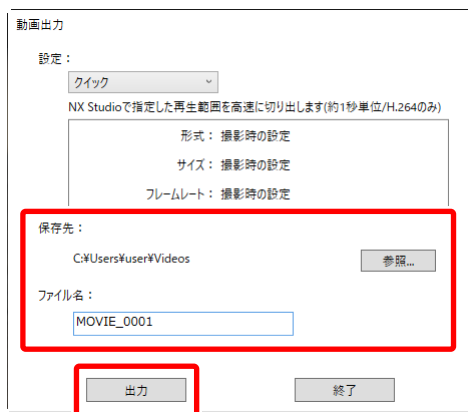 動画出力
設定：
クイック
NX Studioで指定した再生範囲を高速に切り出します(約1秒単位/H.264のみ)
形式： 撮影時の設定
サイズ： 撮影時の設定
フレームレート： 撮影時の設定
保存先：
C:¥Users¥user¥Videos
参照...
ファイル名：
MOVIE_0001
出力
終了